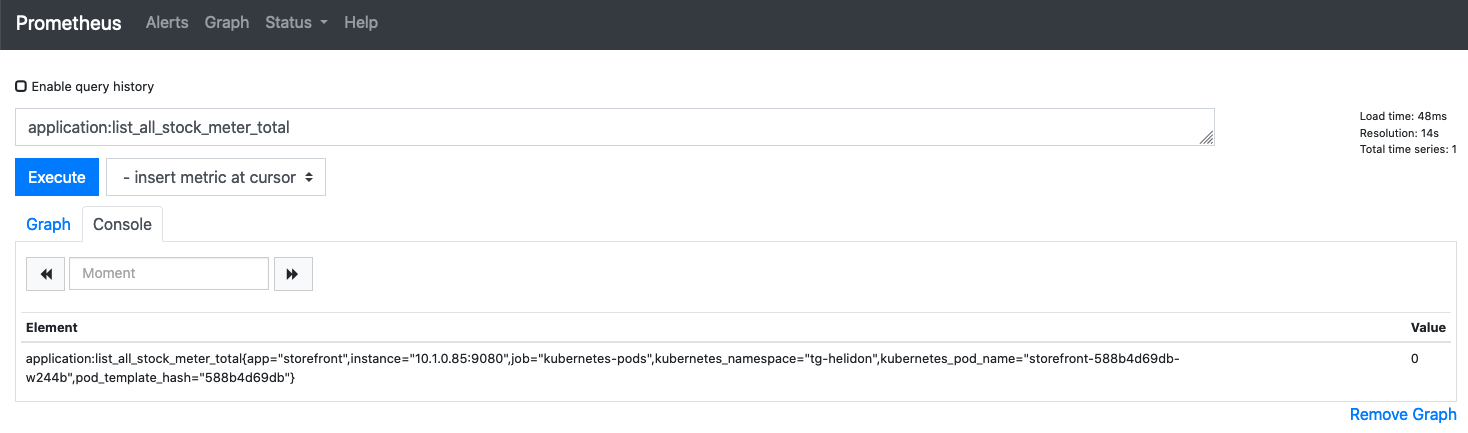 Prometheus Alerts Graph Status Help
Enable query history
application:list_all_stock_meter_total
Load time: 48ms
Resolution: 14s
Total time series: 1
Execute - insert metric at cursor
Graph Console
Moment
Element Value
application:list_all_stock_meter_total{app="storefront",instance="10.1.0.85:9080",job="kubernetes-pods",kubernetes_namespace="tg-helidon",kubernetes_pod_name="storefront-588b4d69db- 0
w244b",pod_template_hash="588b4d69db"}
Remove Graph